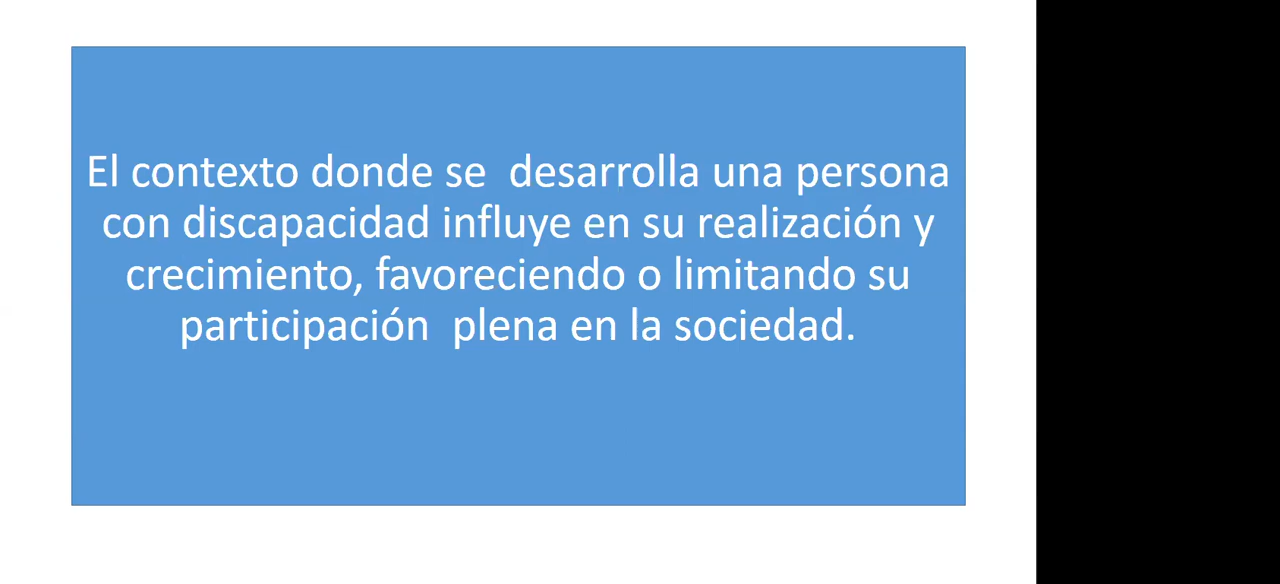 El contexto donde se  desarrolla una persona
con discapacidad influye en su realización y
crecimiento, favoreciendo o limitando su
participación  plena en la sociedad.